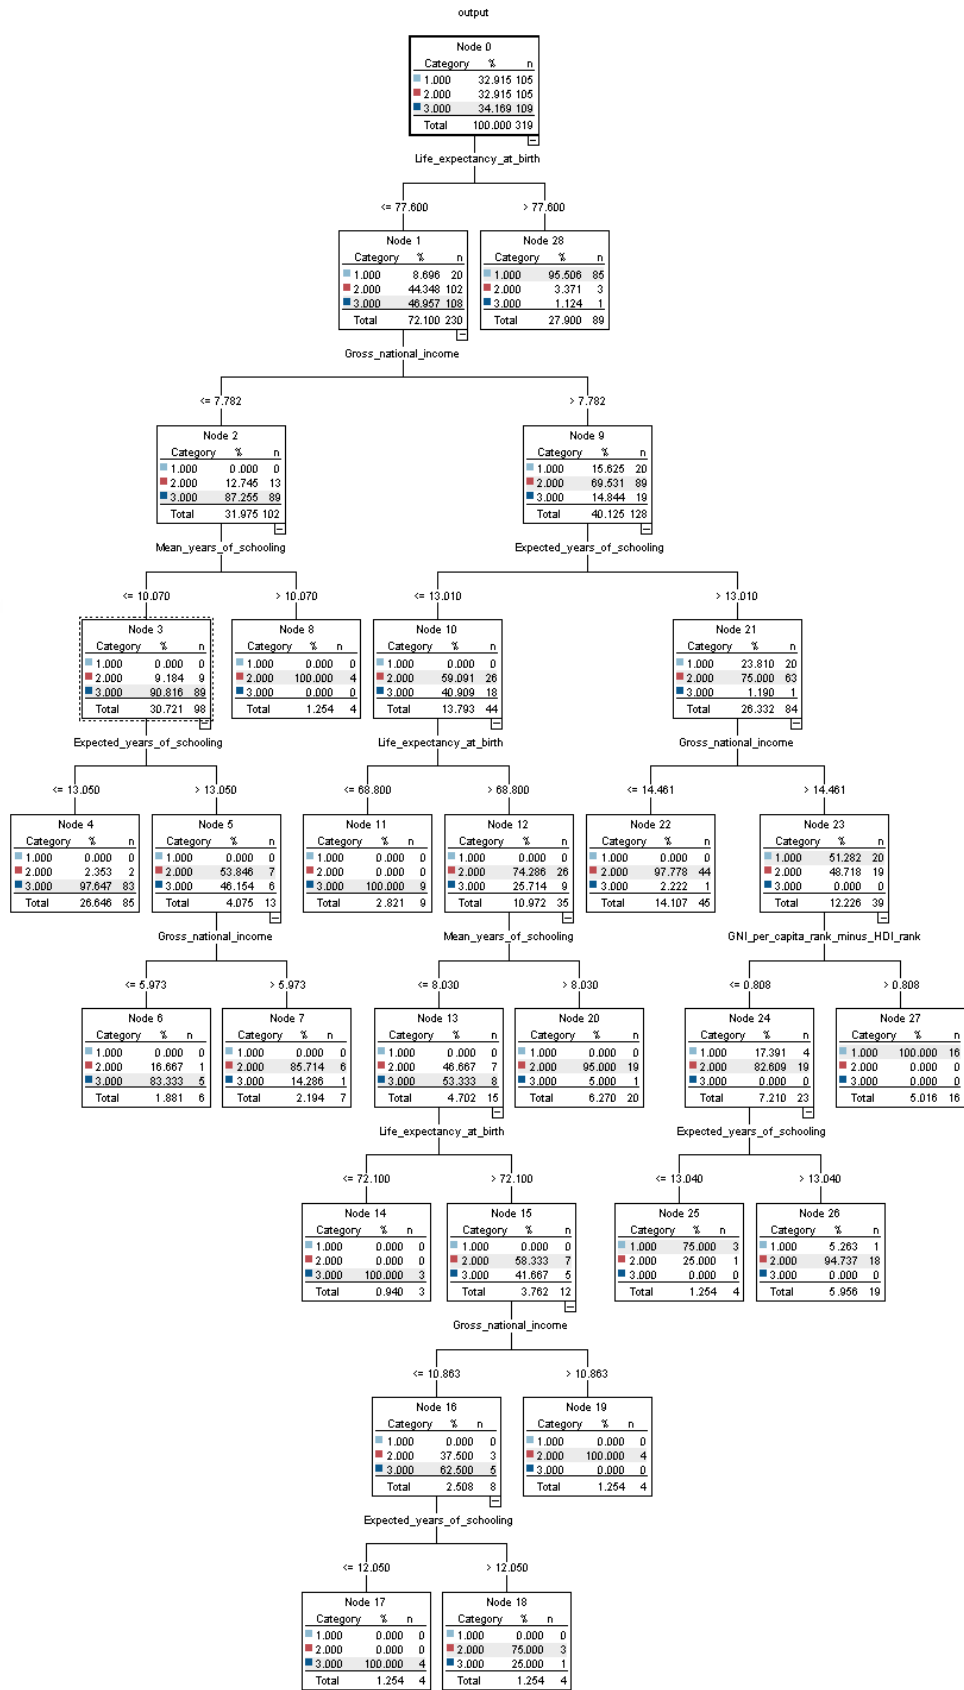 output
Node 0
Category % n
1.000 32.915 105
2.000 32.915 105
3.000 34.169 109
Total 100.000 319
Life_expectancy_at_birth
<= 77.600
> 77.600
Node 1
Category % n
1.000 8.696 20
2.000 44.348 102
3.000 46.957 108
Total 72.100 230
Node 28
Category % n
1.000 95.506 85
2.000 3.371 3
3.000 1.124 1
Total 27.900 89
Gross_national_income
<= 7.782
> 7.782
Node 2
Category % n
1.000 0.000 0
2.000 12.745 13
3.000 87.255 89
Total 31.975 102
Node 9
Category % n
1.000 15.625 20
2.000 69.531 89
3.000 14.844 19
Total 40.125 128
Mean_years_of_schooling
Expected_years_of_schooling
<= 10.070
> 10.070
<= 13.010
> 13.010
Node 3
Category % n
1.000 0.000 0
2.000 9.184 9
3.000 90.816 89
Total 30.721 98
Node 8
Category % n
1.000 0.000 0
2.000 100.000 4
3.000 0.000 0
Total 1.254 4
Node 10
Category % n
1.000 0.000 0
2.000 59.091 26
3.000 40.909 18
Total 13.793 44
Node 21
Category % n
1.000 23.810 20
2.000 75.000 63
3.000 1.190 1
Total 26.332 84
Expected_years_of_schooling
Life_expectancy_at_birth
Gross_national_income
<= 13.050
> 13.050
<= 68.800
> 68.800
<= 14.461
> 14.461
Node 4
Category % n
1.000 0.000 0
2.000 2.353 2
3.000 97.647 83
Total 26.646 85
Node 5
Category % n
1.000 0.000 0
2.000 53.846 7
3.000 46.154 6
Total 4.075 13
Node 11
Category % n
1.000 0.000 0
2.000 0.000 0
3.000 100.000 9
Total 2.821 9
Node 12
Category % n
1.000 0.000 0
2.000 74.286 26
3.000 25.714 9
Total 10.972 35
Node 22
Category % n
1.000 0.000 0
2.000 97.778 44
3.000 2.222 1
Total 14.107 45
Node 23
Category % n
1.000 51.282 20
2.000 48.718 19
3.000 0.000 0
Total 12.226 39
Gross_national_income
Mean_years_of_schooling
GNI_per_capita_rank_minus_HDI_rank
<= 5.973
> 5.973
<= 8.030
> 8.030
<= 0.808
> 0.808
Node 6
Category % n
1.000 0.000 0
2.000 16.667 1
3.000 83.333 5
Total 1.881 6
Node 7
Category % n
1.000 0.000 0
2.000 85.714 6
3.000 14.286 1
Total 2.194 7
Node 13
Category % n
1.000 0.000 0
2.000 46.667 7
3.000 53.333 8
Total 4.702 15
Node 20
Category % n
1.000 0.000 0
2.000 95.000 19
3.000 5.000 1
Total 6.270 20
Node 24
Category % n
1.000 17.391 4
2.000 82.609 19
3.000 0.000 0
Total 7.210 23
Node 27
Category % n
1.000 100.000 16
2.000 0.000 0
3.000 0.000 0
Total 5.016 16
Life_expectancy_at_birth
Expected_years_of_schooling
<= 72.100
> 72.100
<= 13.040
> 13.040
Node 14
Category % n
1.000 0.000 0
2.000 0.000 0
3.000 100.000 3
Total 0.940 3
Node 15
Category % n
1.000 0.000 0
2.000 58.333 7
3.000 41.667 5
Total 3.762 12
Node 25
Category % n
1.000 75.000 3
2.000 25.000 1
3.000 0.000 0
Total 1.254 4
Node 26
Category % n
1.000 5.263 1
2.000 94.737 18
3.000 0.000 0
Total 5.956 19
Gross_national_income
<= 10.863
> 10.863
Node 16
Category % n
1.000 0.000 0
2.000 37.500 3
3.000 62.500 5
Total 2.508 8
Node 19
Category % n
1.000 0.000 0
2.000 100.000 4
3.000 0.000 0
Total 1.254 4
Expected_years_of_schooling
<= 12.050
> 12.050
Node 17
Category % n
1.000 0.000 0
2.000 0.000 0
3.000 100.000 4
Total 1.254 4
Node 18
Category % n
1.000 0.000 0
2.000 75.000 3
3.000 25.000 1
Total 1.254 4